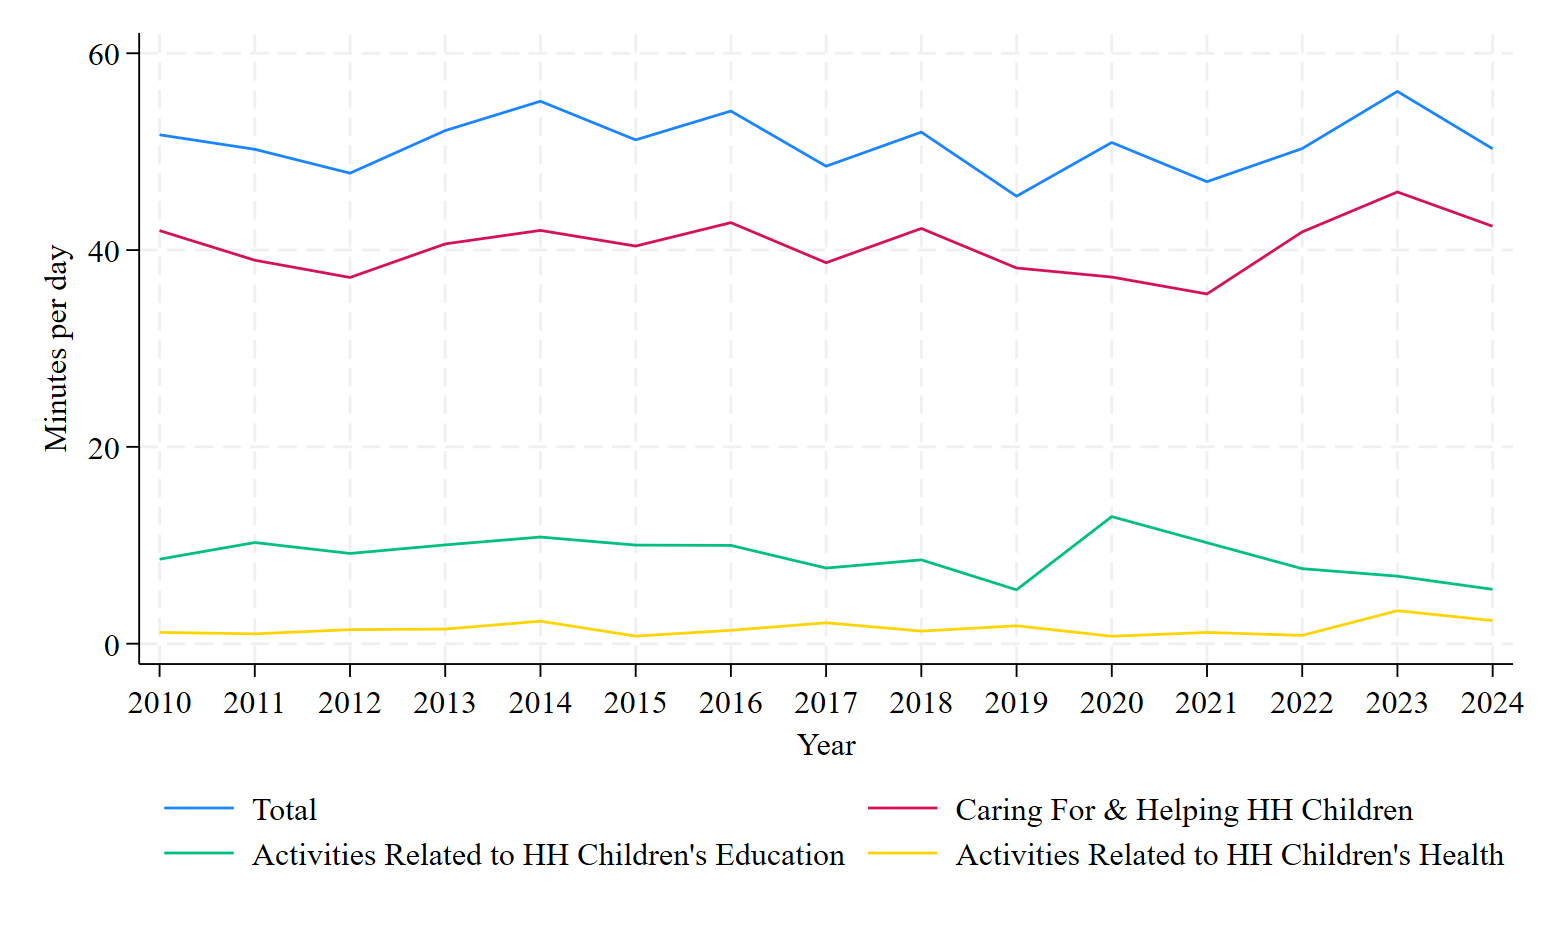 60
40
20
0
Minutes per day
2010 2011 2012 2013 2014 2015 2016 2017 2018 2019 2020 2021 2022 2023 2024
Year
Total
Caring For & Helping HH Children
Activities Related to HH Children's Education
Activities Related to HH Children's Health